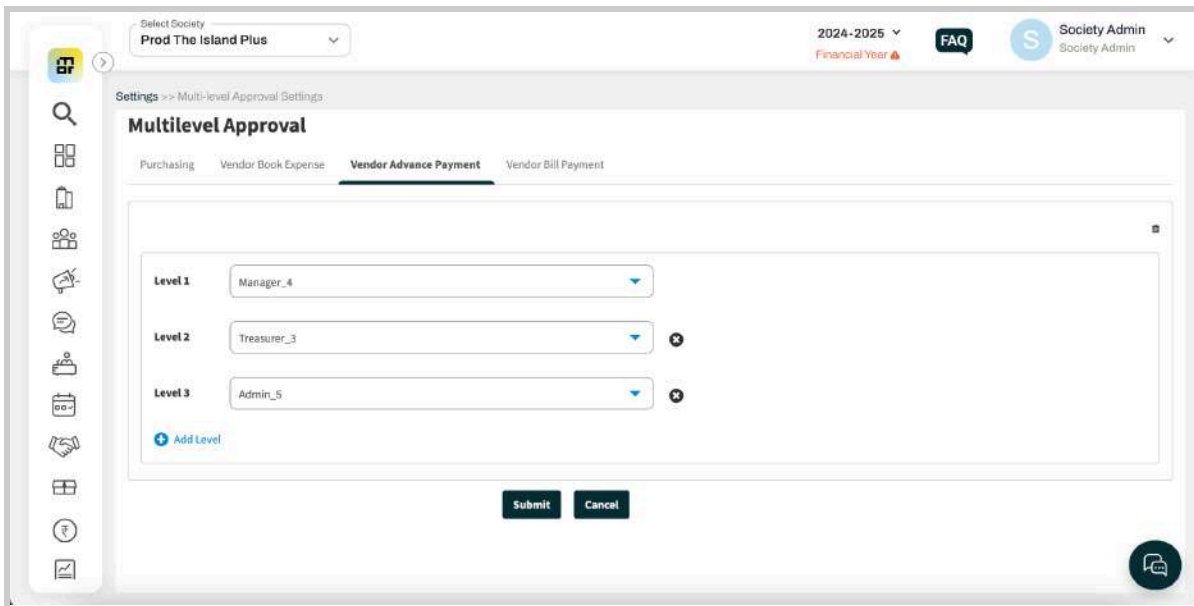 Select Society
Prod The Island Plus
2024-2025
Financial Year
FAQ
S
Society Admin
Society Admin
Settings >> Multi-level Approval Settings
Multilevel Approval
Purchasing Vendor Book Expense Vendor Advance Payment Vendor Bill Payment
Level 1 Manager_4
Level 2 Treasurer_3
Level 3 Admin_5
Add Level
Submit Cancel